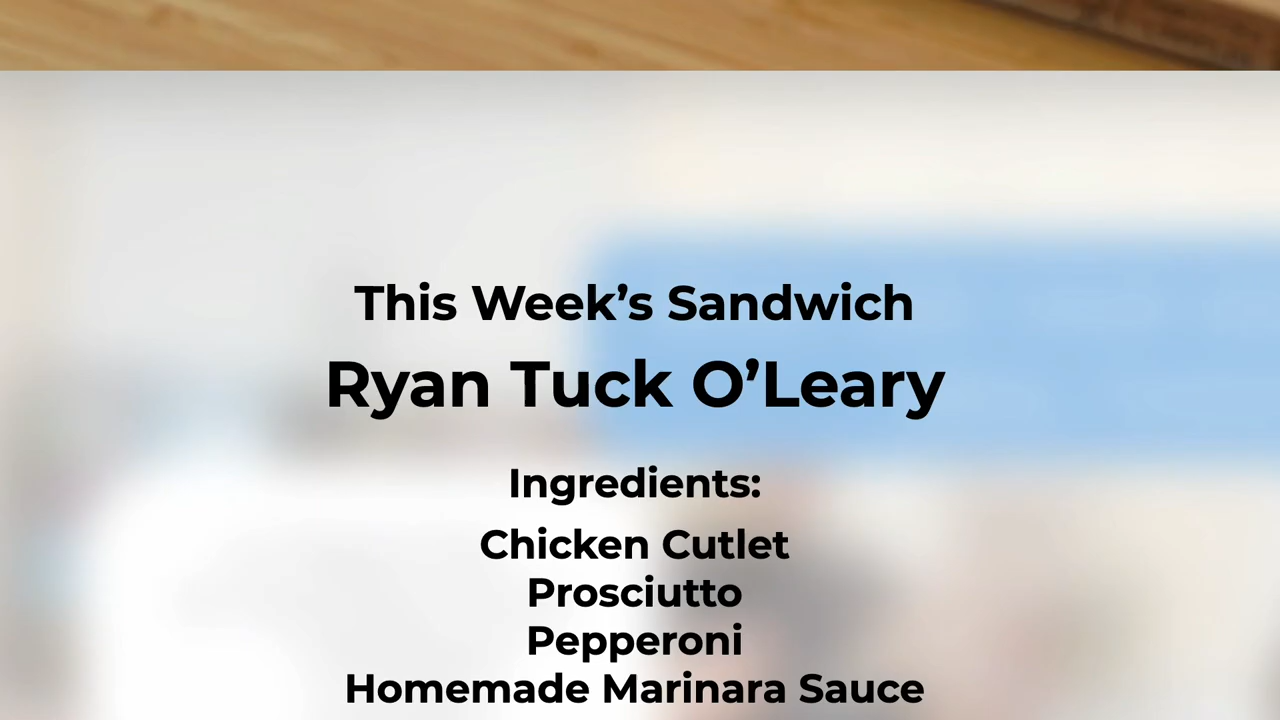 This Week’s Sandwich
Ryan Tuck O’Leary
Ingredients:
Chicken Cutlet
Prosciutto
Pepperoni
Homemade Marinara Sauce